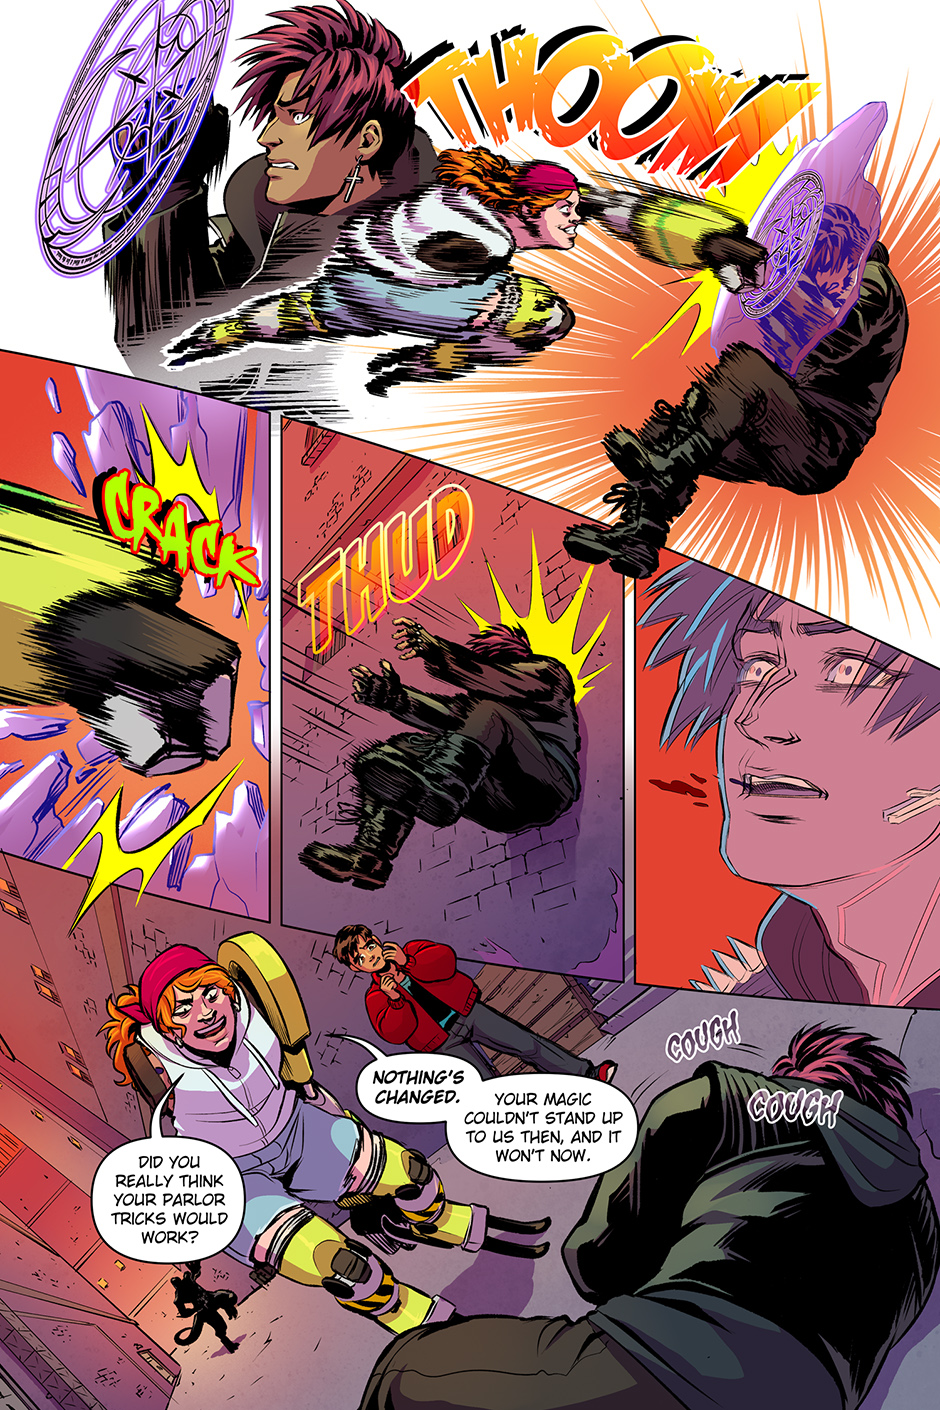 THOOM
CRACK
THUD
NOTHING'S
CHANGED.
YOUR MAGIC
COULDN'T STAND UP
TO US THEN, AND IT
WON'T NOW.
COUGH
COUGH
DID YOU
REALLY THINK
YOUR PARLOR
TRICKS WOULD
WORK?